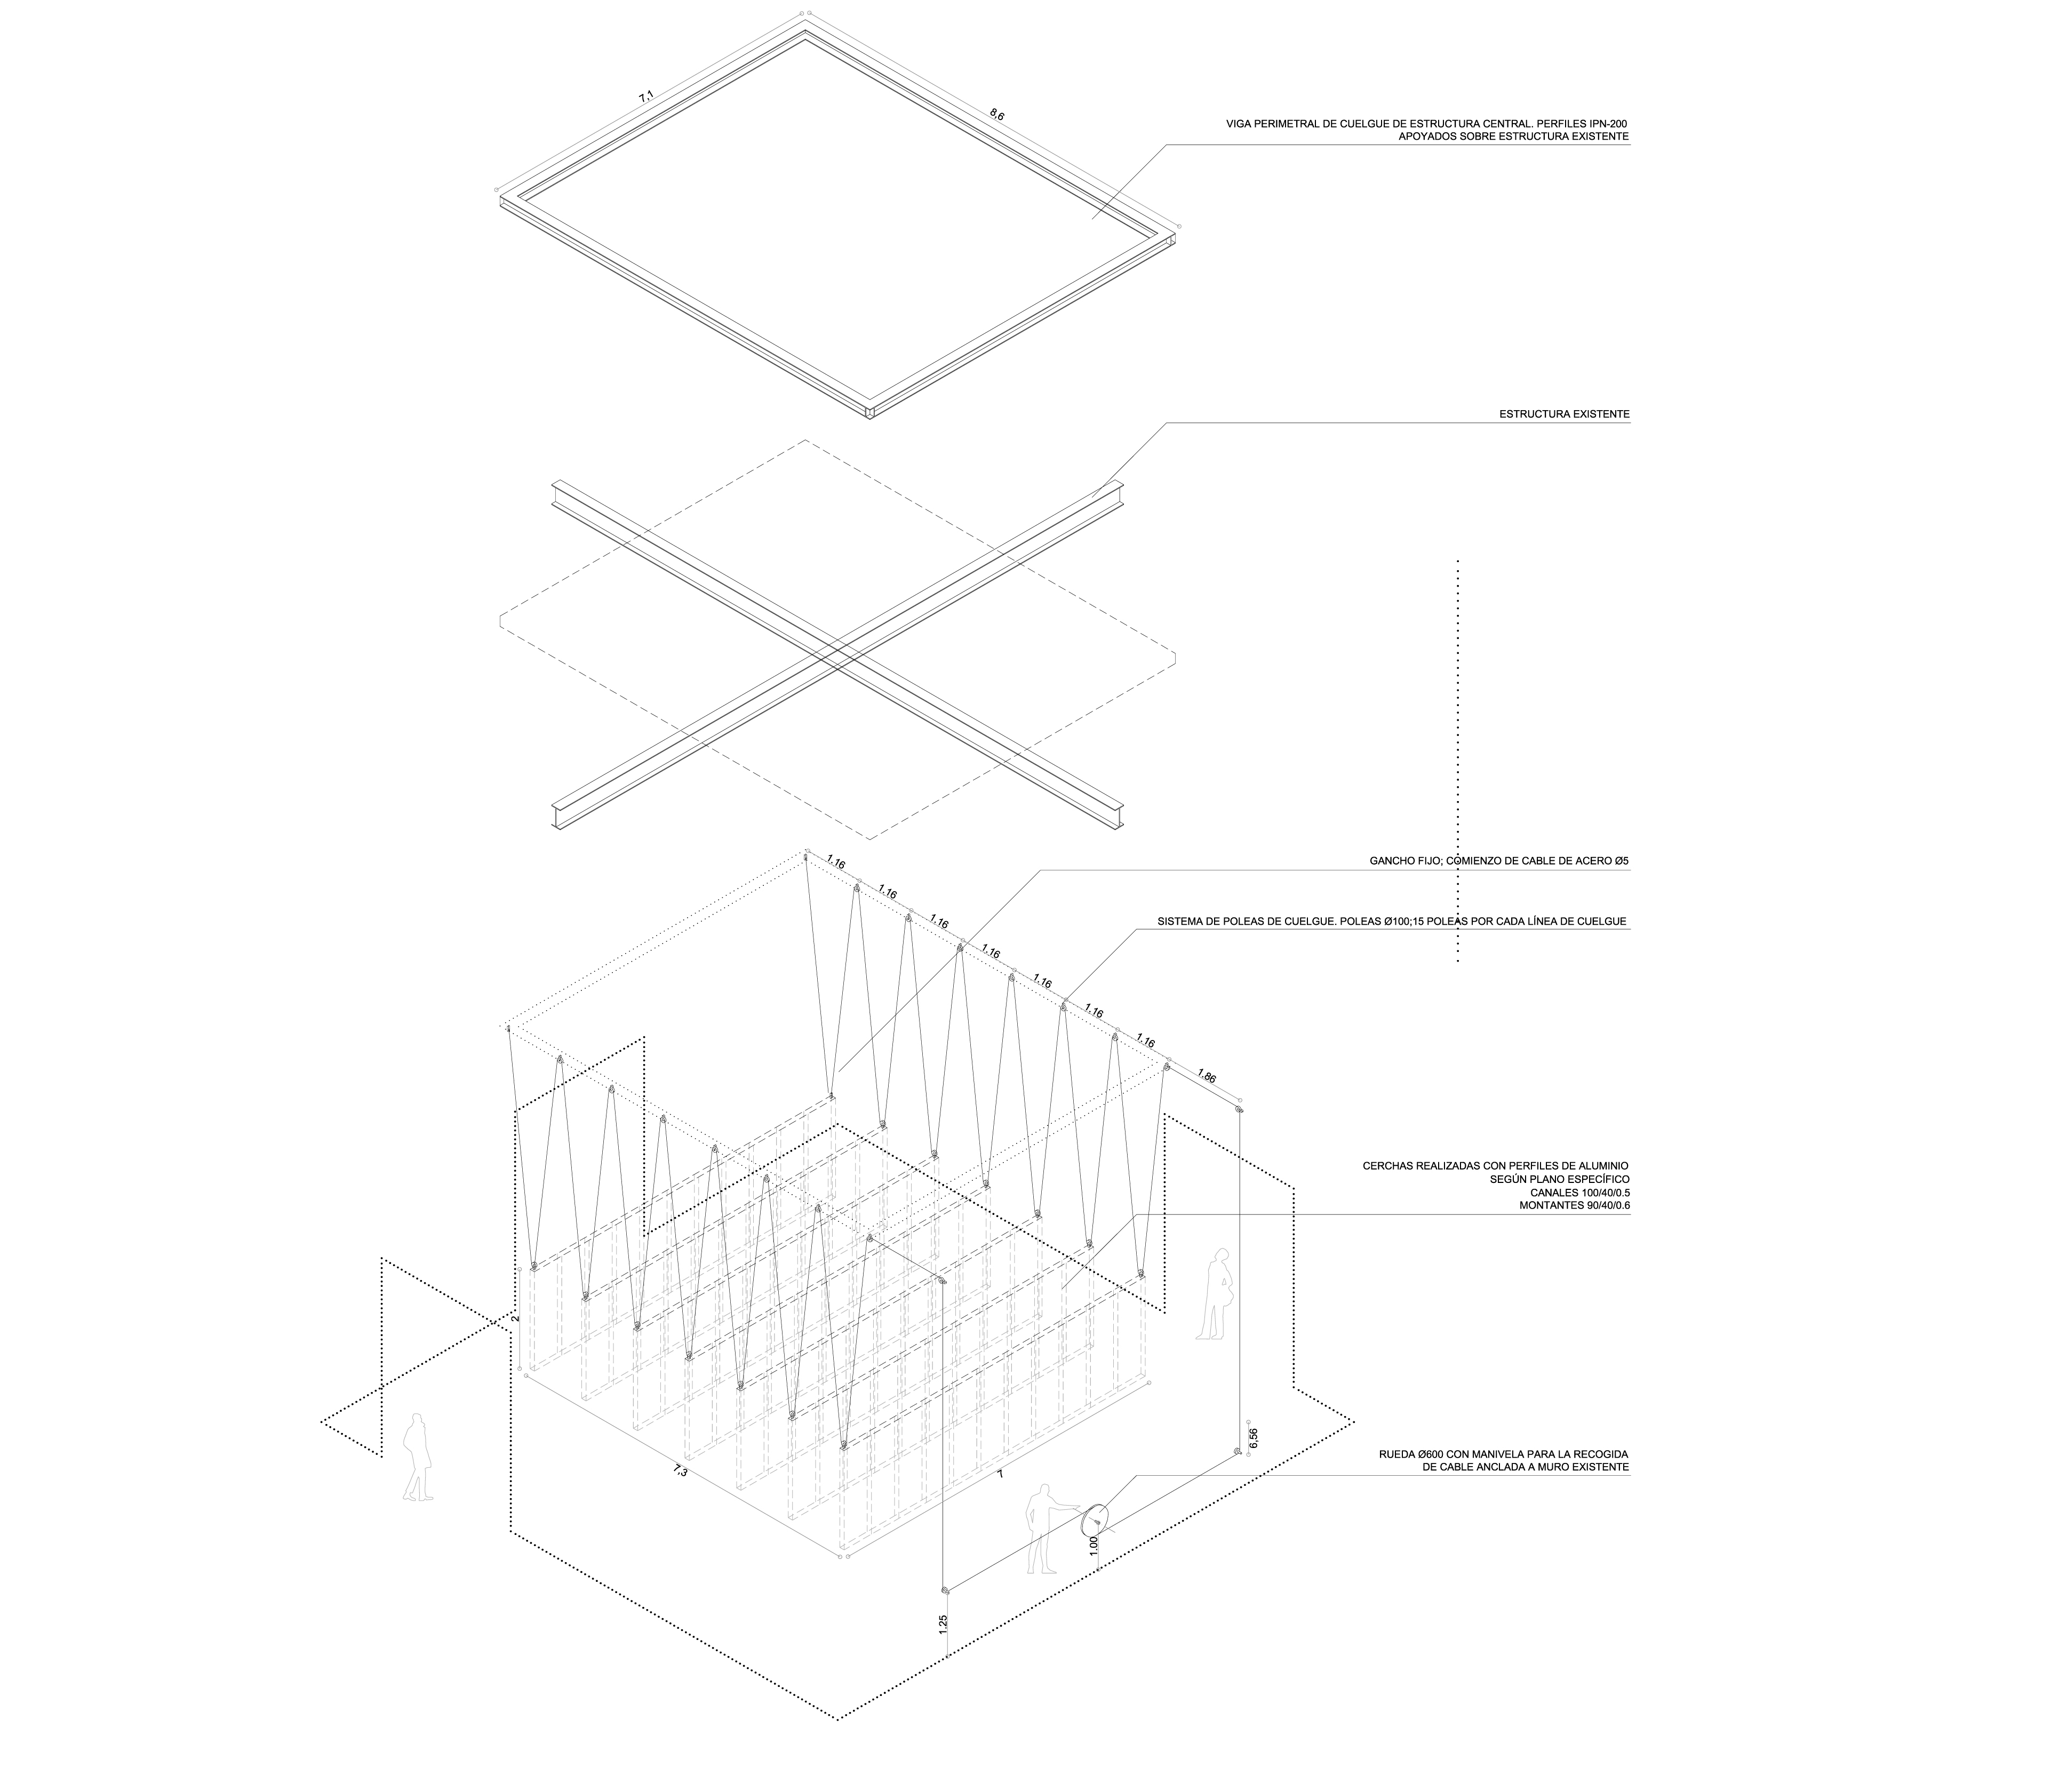 7,1
8,6
VIGA PERIMETRAL DE CUELGUE DE ESTRUCTURA CENTRAL. PERFILES IPN-200
APOYADOS SOBRE ESTRUCTURA EXISTENTE
ESTRUCTURA EXISTENTE
GANCHO FIJO; COMIENZO DE CABLE DE ACERO Ø5
1,16
1,16
1,16
1,16
1,16
1,16
1,16
1,86
SISTEMA DE POLEAS DE CUELGUE. POLEAS Ø100;15 POLEAS POR CADA LÍNEA DE CUELGUE
CERCHAS REALIZADAS CON PERFILES DE ALUMINIO
SEGÚN PLANO ESPECÍFICO
CANALES 100/40/0.5
MONTANTES 90/40/0.6
2
7,3
7
6,56
RUEDA Ø600 CON MANIVELA PARA LA RECOGIDA
DE CABLE ANCLADA A MURO EXISTENTE
1.00
1,25